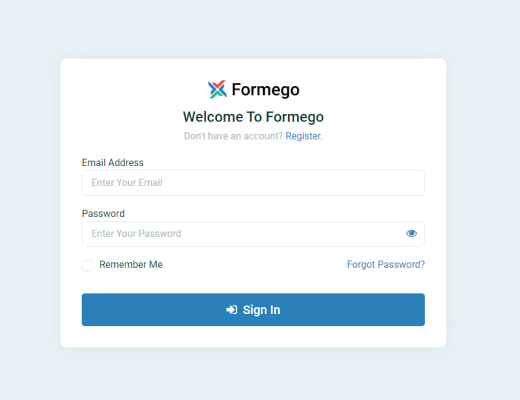 Formego
Welcome To Formego
Don't have an account? Register.
Email Address
Enter Your Email
Password
Enter Your Password
Remember Me Forgot Password?
Sign In